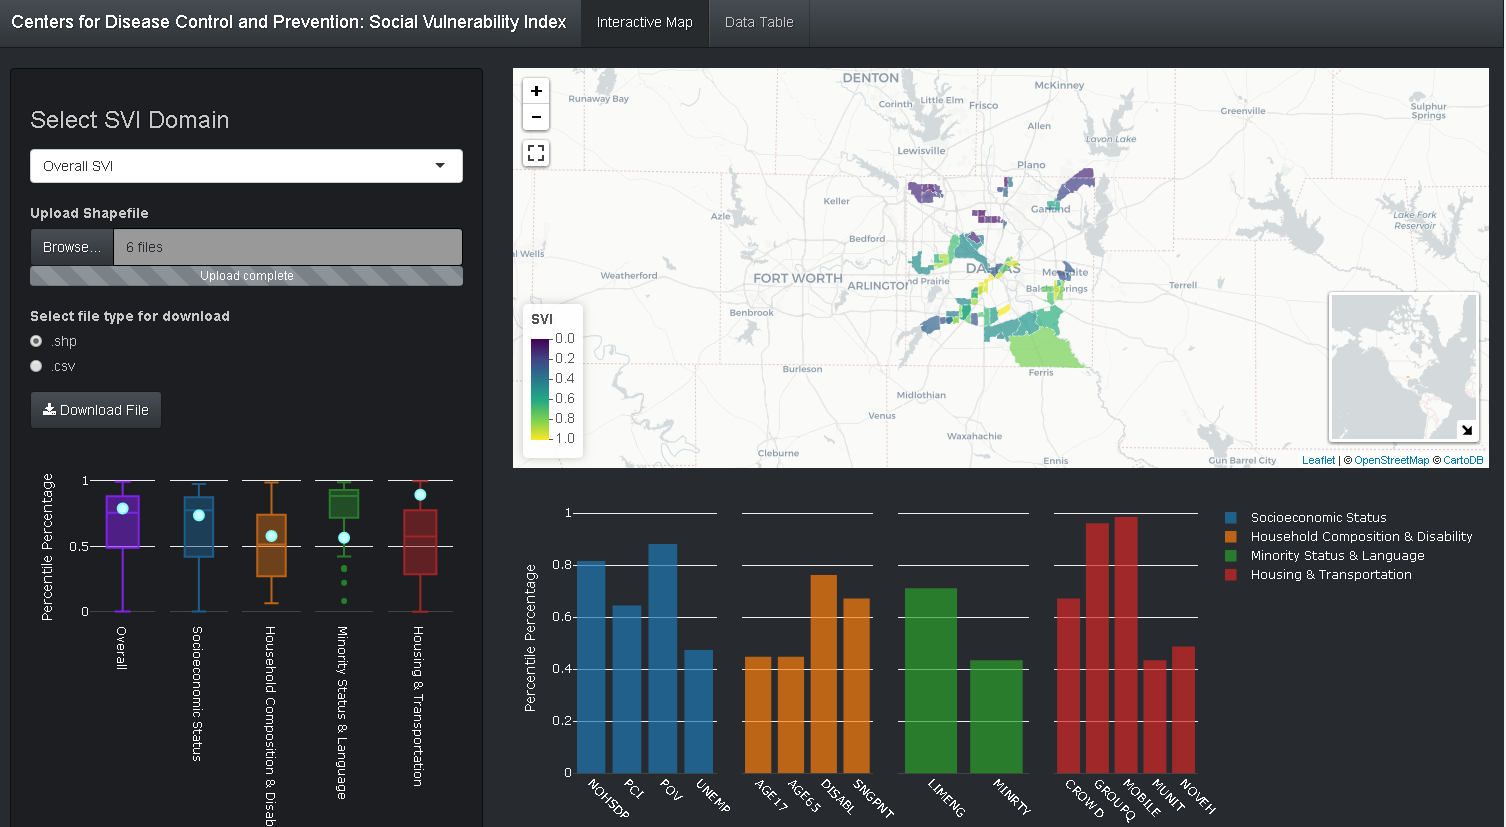 Centers for Disease Control and Prevention: Social Vulnerability Index
Interactive Map
Data Table
Select SVI Domain
Overall SVI
Upload Shapefile
Browse...
6 files
Upload complete
Select file type for download
.shp
.csv
Download File
Percentile Percentage
1
0.5
0
Overall
Socioeconomic Status
Household Composition & Disab
Minority Status & Language
Housing & Transportation
+
−
DENTON
McKinney
Runaway Bay
Corinth
Little Elm
Frisco
Sulphur
Springs
Greenville
Allen
Lavon Lake
Lewisville
Plano
Keller
Garland
Azle
Lake Fork
Reservoir
Bedford
al Wells
DALLAS
Mesquite
Weatherford
FORT WORTH
ARLINGTON
nd Prairie
Balch Springs
Terrell
Benbrook
Burleson
Ferris
Midlothian
Venus
Waxahachie
Cleburne
Ennis
Gun Barrel City
SVI
0.0
0.2
0.4
0.6
0.8
1.0
Leaflet | © OpenStreetMap © CartoDB
Percentile Percentage
1
0.8
0.6
0.4
0.2
0
NOHSDP
PCI
POV
UNEMP
AGE17
AGE65
DISABL
SNGPNT
LIMENG
MINRTY
CROWD
GROUPQ
MOBILE
MUNIT
NOVEH
Socioeconomic Status
Household Composition & Disability
Minority Status & Language
Housing & Transportation